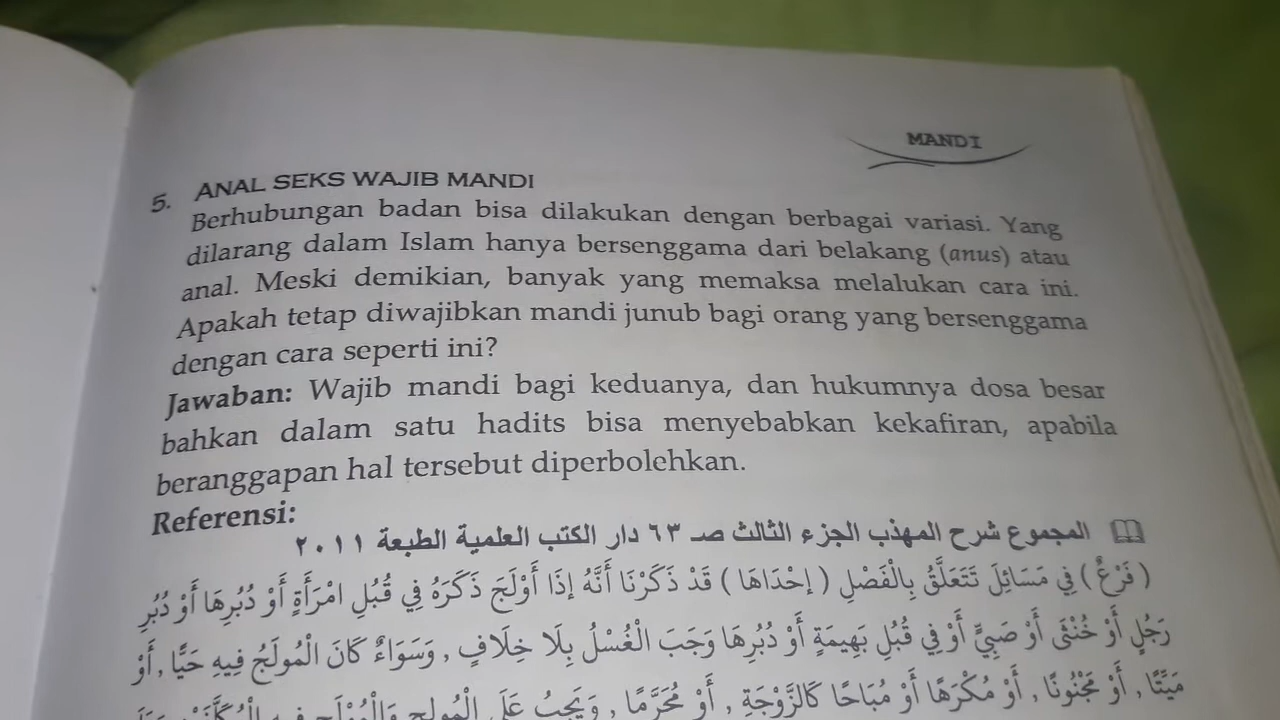 MANDI
5. ANAL SEKS WAJIB MANDI
Berhubungan badan bisa dilakukan dengan berbagai variasi. Yang
dilarang dalam Islam hanya bersenggama dari belakang (anus) atau
anal. Meski demikian, banyak yang memaksa melalukan cara ini.
Apakah tetap diwajibkan mandi junub bagi orang yang bersenggama
dengan cara seperti ini?
Jawaban: Wajib mandi bagi keduanya, dan hukumnya dosa besar
bahkan dalam satu hadits bisa menyebabkan kekafiran, apabila
beranggapan hal tersebut diperbolehkan.
Referensi:
المجموع شرح المهذب الجزء الثالث صـ ٦٣ دار الكتب العلمية الطبعة ٢٠١١
( فَرْعٌ ) فِي مَسَائِلَ تَتَعَلَّقُ بِالْفَصْلِ ( إحْدَاهَا ) قَدْ ذَكَرْنَا أَنَّهُ إذَا أَوْلَجَ ذَكَرَهُ فِي قُبُلِ امْرَأَةٍ أَوْ دُبُرِهَا أَوْ دُبُرِ
رَجُلٍ أَوْ خُنْثَى أَوْ صَبِيٍّ أَوْ فِي قُبُلِ بَهِيمَةٍ أَوْ دُبُرِهَا وَجَبَ الْغُسْلُ بِلَا خِلَافٍ , وَسَوَاءٌ كَانَ الْمُولَجُ فِيهِ حَيًّا , أَوْ
مَيِّتًا , أَوْ مَجْنُونًا , أَوْ مُكْرَهًا أَوْ مُبَاحًا كَالزَّوْجَةِ , أَوْ مُحَرَّمًا , وَيَجِبُ عَلَى الْمُولِجِ وَالْمُولَجِ فِيهِ